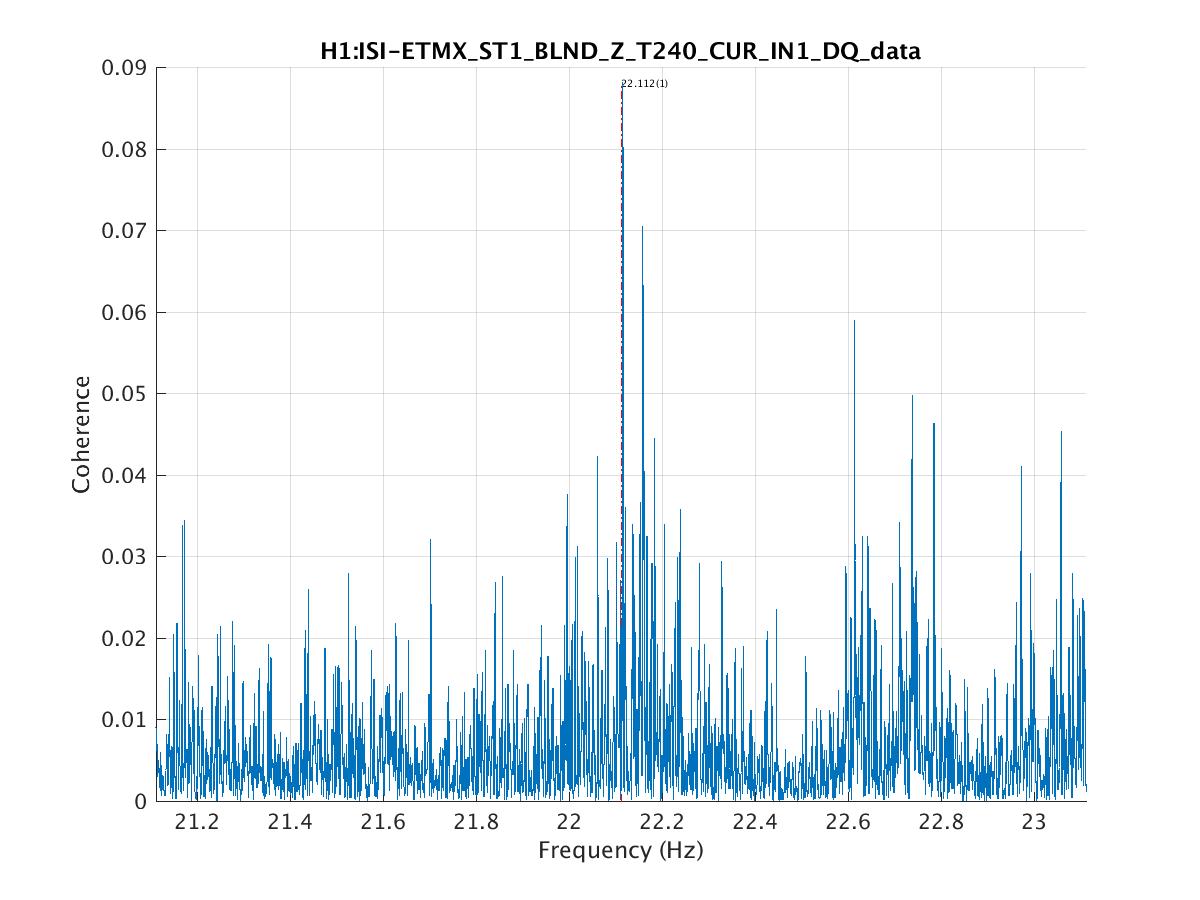 H1:ISI-ETMX_ST1_BLND_Z_T240_CUR_IN1_DQ_data
0.09
22.112(1)
0.08
0.07
0.06
0.05
0.04
0.03
0.02
0.01
0
Coherence
21.2 21.4 21.6 21.8 22 22.2 22.4 22.6 22.8 23
Frequency (Hz)